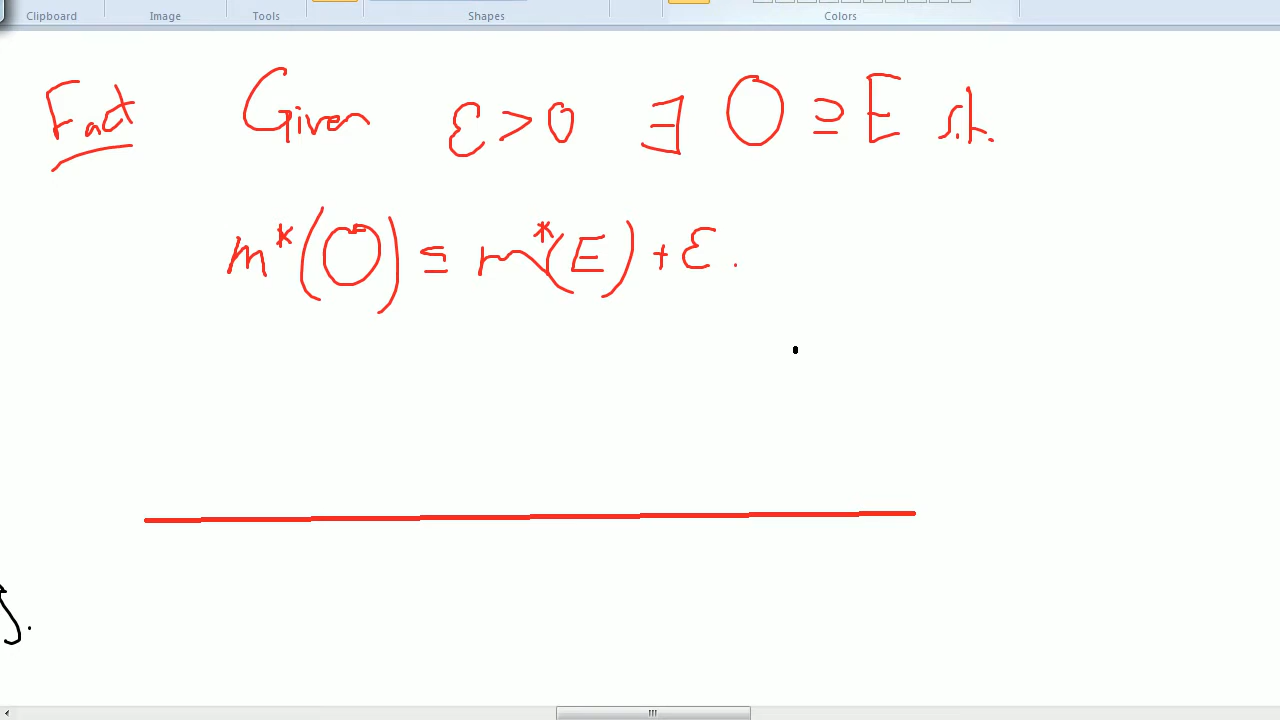 Clipboard Image Tools Shapes Colors
Fact Given ε > 0 ∃ O ⊇ E s.t.
m*(O) ≤ m*(E) + ε.